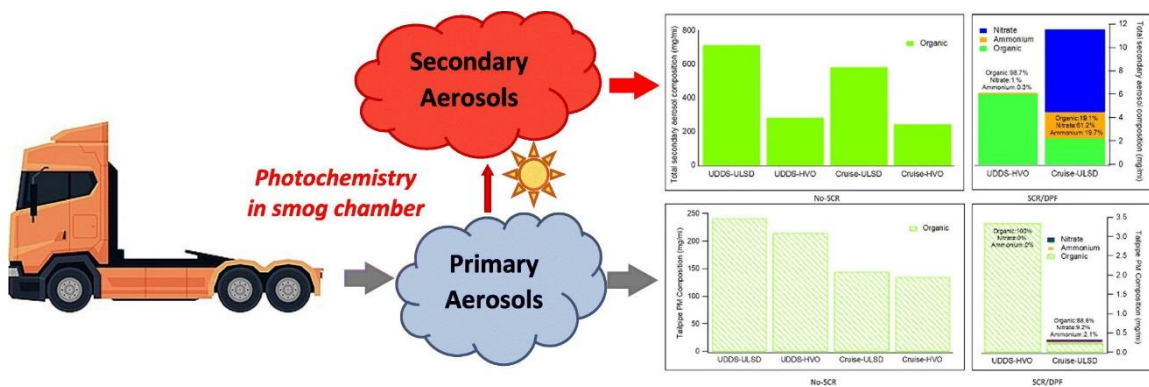 Secondary
Aerosols
Photochemistry
in smog chamber
Primary
Aerosols
Total secondary aerosol composition (mg/mi)
800
600
400
200
0
Organic
UDDS-ULSD
UDDS-HVO
Cruise-ULSD
Cruise-HVO
No-SCR
Nitrate
Ammonium
Organic
Organic:98.7%
Nitrate:1%
Ammonium:0.3%
Organic:19.1%
Nitrate:61.2%
Ammonium:19.7%
12
10
8
6
4
2
0
Total secondary aerosol composition (mg/mi)
UDDS-HVO
Cruise-ULSD
SCR/DPF
Tailpipe PM Composition (mg/mi)
250
200
150
100
50
0
Organic
UDDS-ULSD
UDDS-HVO
Cruise-ULSD
Cruise-HVO
No-SCR
Organic:100%
Nitrate:0%
Ammonium:0%
Nitrate
Ammonium
Organic
Organic:88.6%
Nitrate:9.2%
Ammonium:2.1%
3.5
3.0
2.5
2.0
1.5
1.0
0.5
0.0
Tailpipe PM Composition (mg/mi)
UDDS-HVO
Cruise-ULSD
SCR/DPF